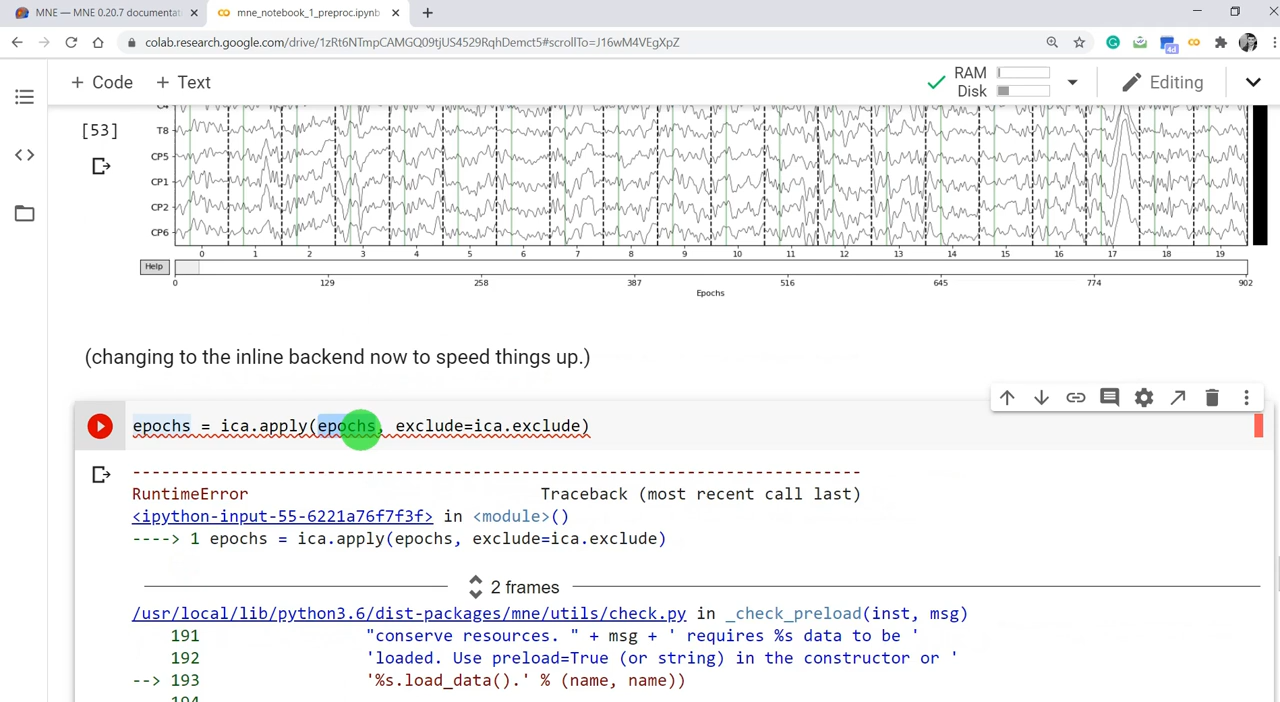 MNE — MNE 0.20.7 documentat
mne_notebook_1_preproc.ipynb
colab.research.google.com/drive/1zRt6NTmpCAMGQ09tiUS4529RqhDemct5#scrollTo=J16wM4VEgXpZ
4d
+ Code + Text
RAM
Disk
Editing
[53]
C4
T8
CP5
CP1
CP2
CP6
0 1 2 3 4 5 6 7 8 9 10 11 12 13 14 15 16 17 18 19
Help
0 129 258 387 516 645 774 902
Epochs
(changing to the inline backend now to speed things up.)
epochs = ica.apply(epochs, exclude=ica.exclude)
---------------------------------------------------------------------------
RuntimeError Traceback (most recent call last)
<ipython-input-55-6221a76f7f3f> in <module>()
----> 1 epochs = ica.apply(epochs, exclude=ica.exclude)
2 frames
/usr/local/lib/python3.6/dist-packages/mne/utils/check.py in _check_preload(inst, msg)
191 "conserve resources. " + msg + ' requires %s data to be '
192 'loaded. Use preload=True (or string) in the constructor or '
--> 193 '%s.load_data().' % (name, name))
194